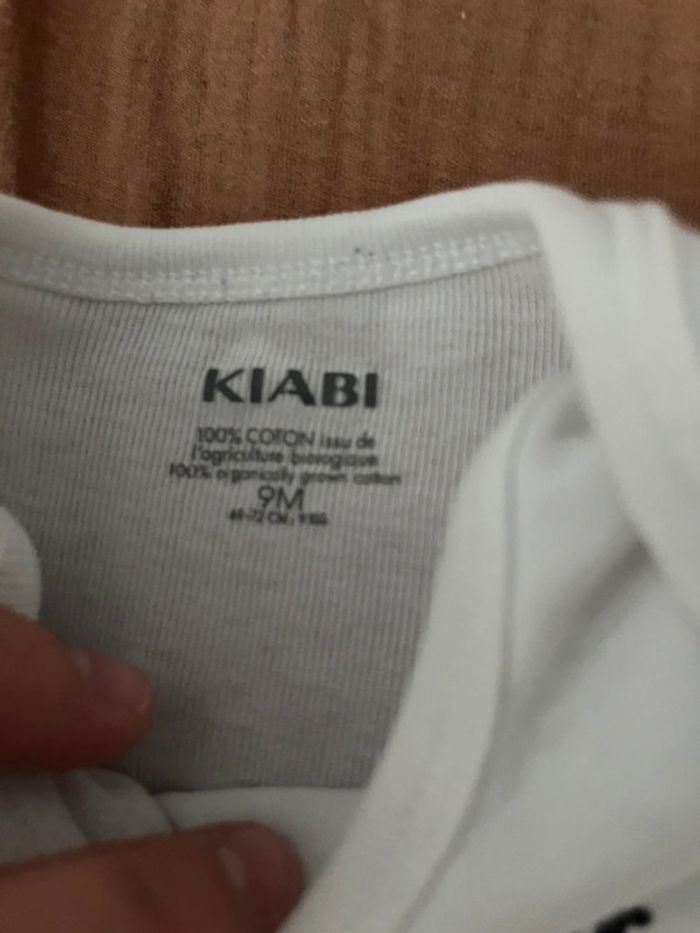 KIABI
100% COTON issu de
l'agriculture biologique
100% organically grown cotton
9M